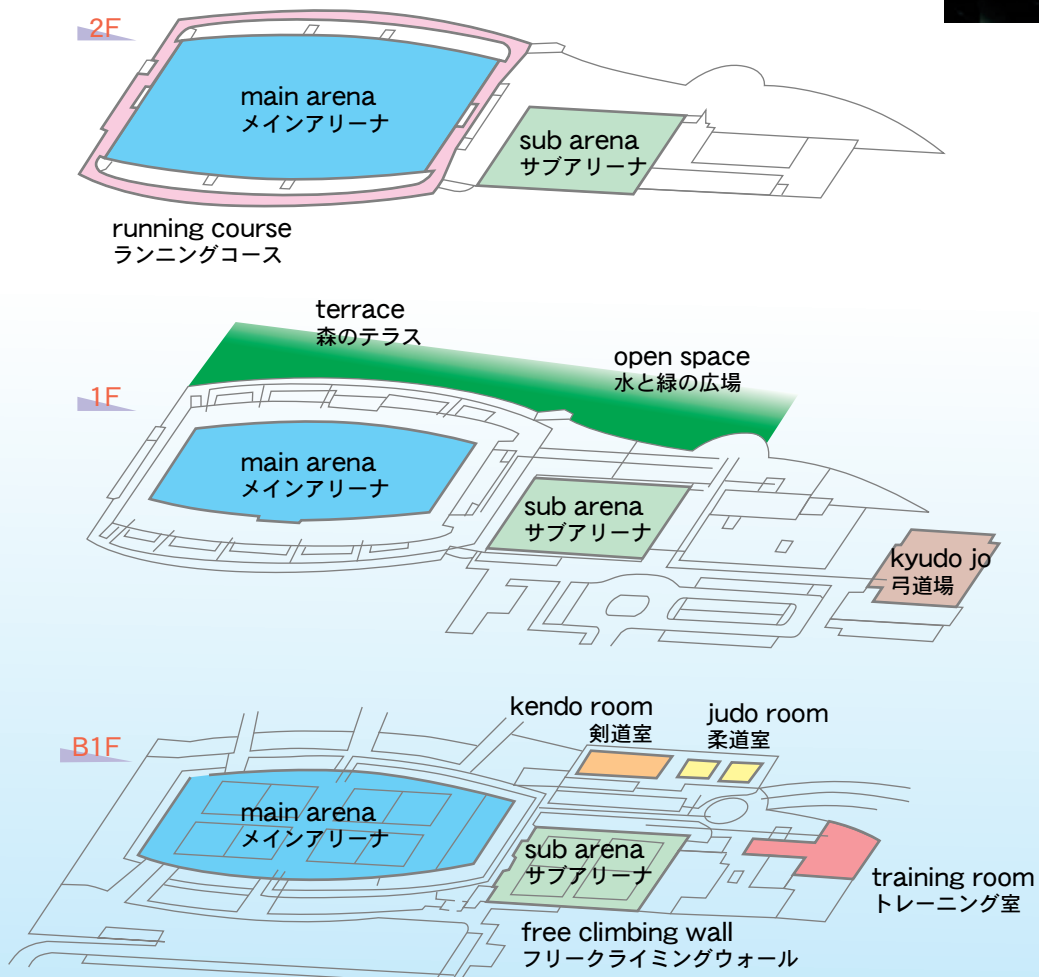 2F
main arena
メインアリーナ
sub arena
サブアリーナ
running course
ランニングコース
terrace
森のテラス
open space
水と緑の広場
1F
main arena
メインアリーナ
sub arena
サブアリーナ
kyudo jo
弓道場
kendo room
剣道室
judo room
柔道室
B1F
main arena
メインアリーナ
sub arena
サブアリーナ
training room
トレーニング室
free climbing wall
フリークライミングウォール